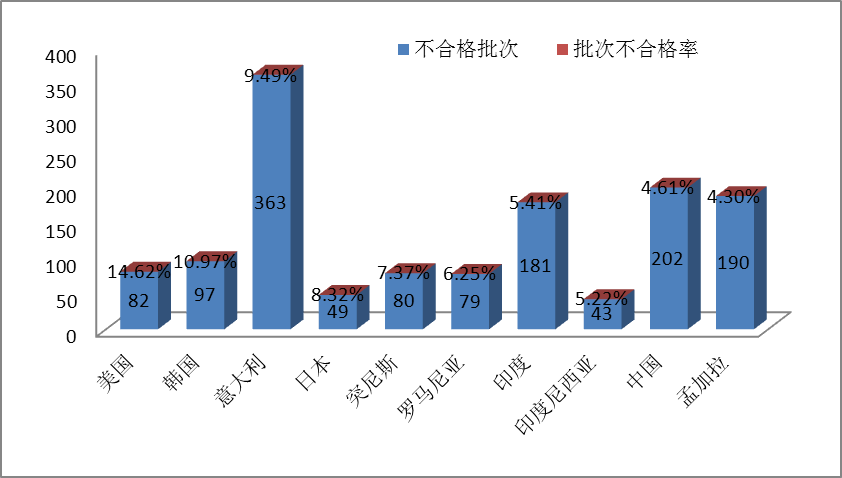 不合格批次 批次不合格率
400
350
300
250
200
150
100
50
0
14.62% 10.97% 9.49% 8.32% 7.37% 6.25% 5.41% 5.22% 4.61% 4.30%
82 97 363 49 80 79 181 43 202 190
美国 韩国 意大利 日本 突尼斯 罗马尼亚 印度 印度尼西亚 中国 孟加拉